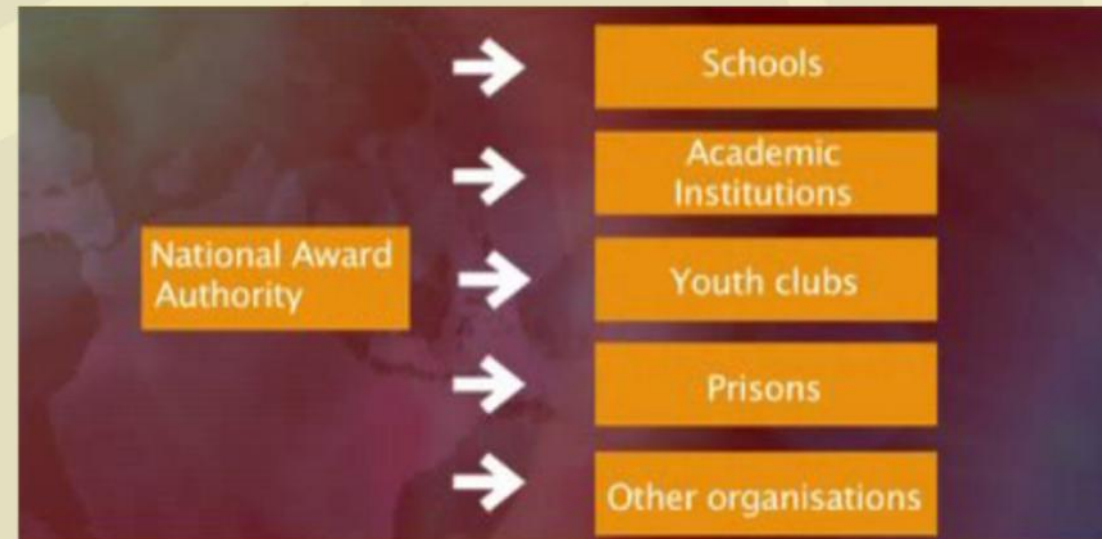 Schools
Academic
Institutions
National Award
Authority
Youth clubs
Prisons
Other organisations